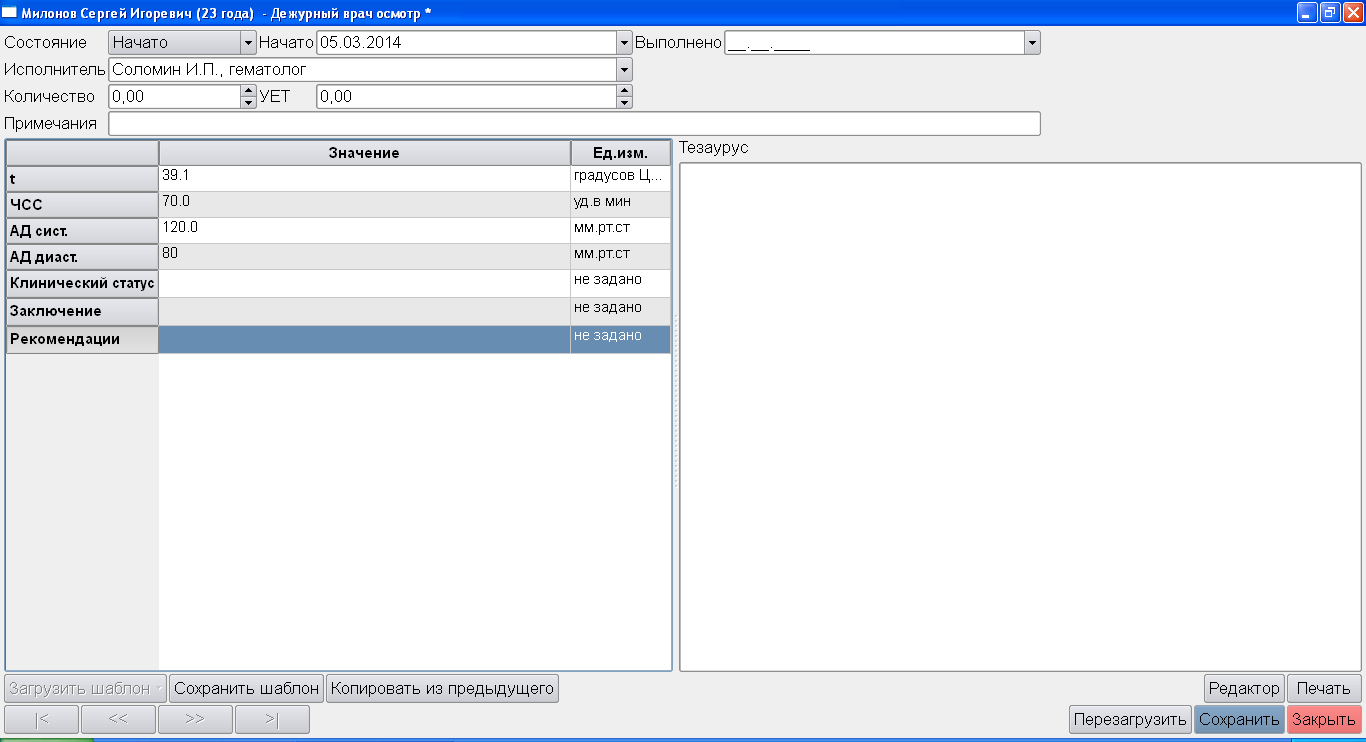 Милонов Сергей Игоревич (23 года) - Дежурный врач осмотр *
Состояние Начато Начато 05.03.2014 Выполнено __.__.____
Исполнитель Соломин И.П., гематолог
Количество 0,00 УЕТ 0,00
Примечания
Значение Ед.изм. Тезаурус
t 39.1 градусов Ц...
ЧСС 70.0 уд.в мин
АД сист. 120.0 мм.рт.ст
АД диаст. 80 мм.рт.ст
Клинический статус не задано
Заключение не задано
Рекомендации не задано
Загрузить шаблон Сохранить шаблон Копировать из предыдущего Редактор Печать
|< << >> >| Перезагрузить Сохранить Закрыть